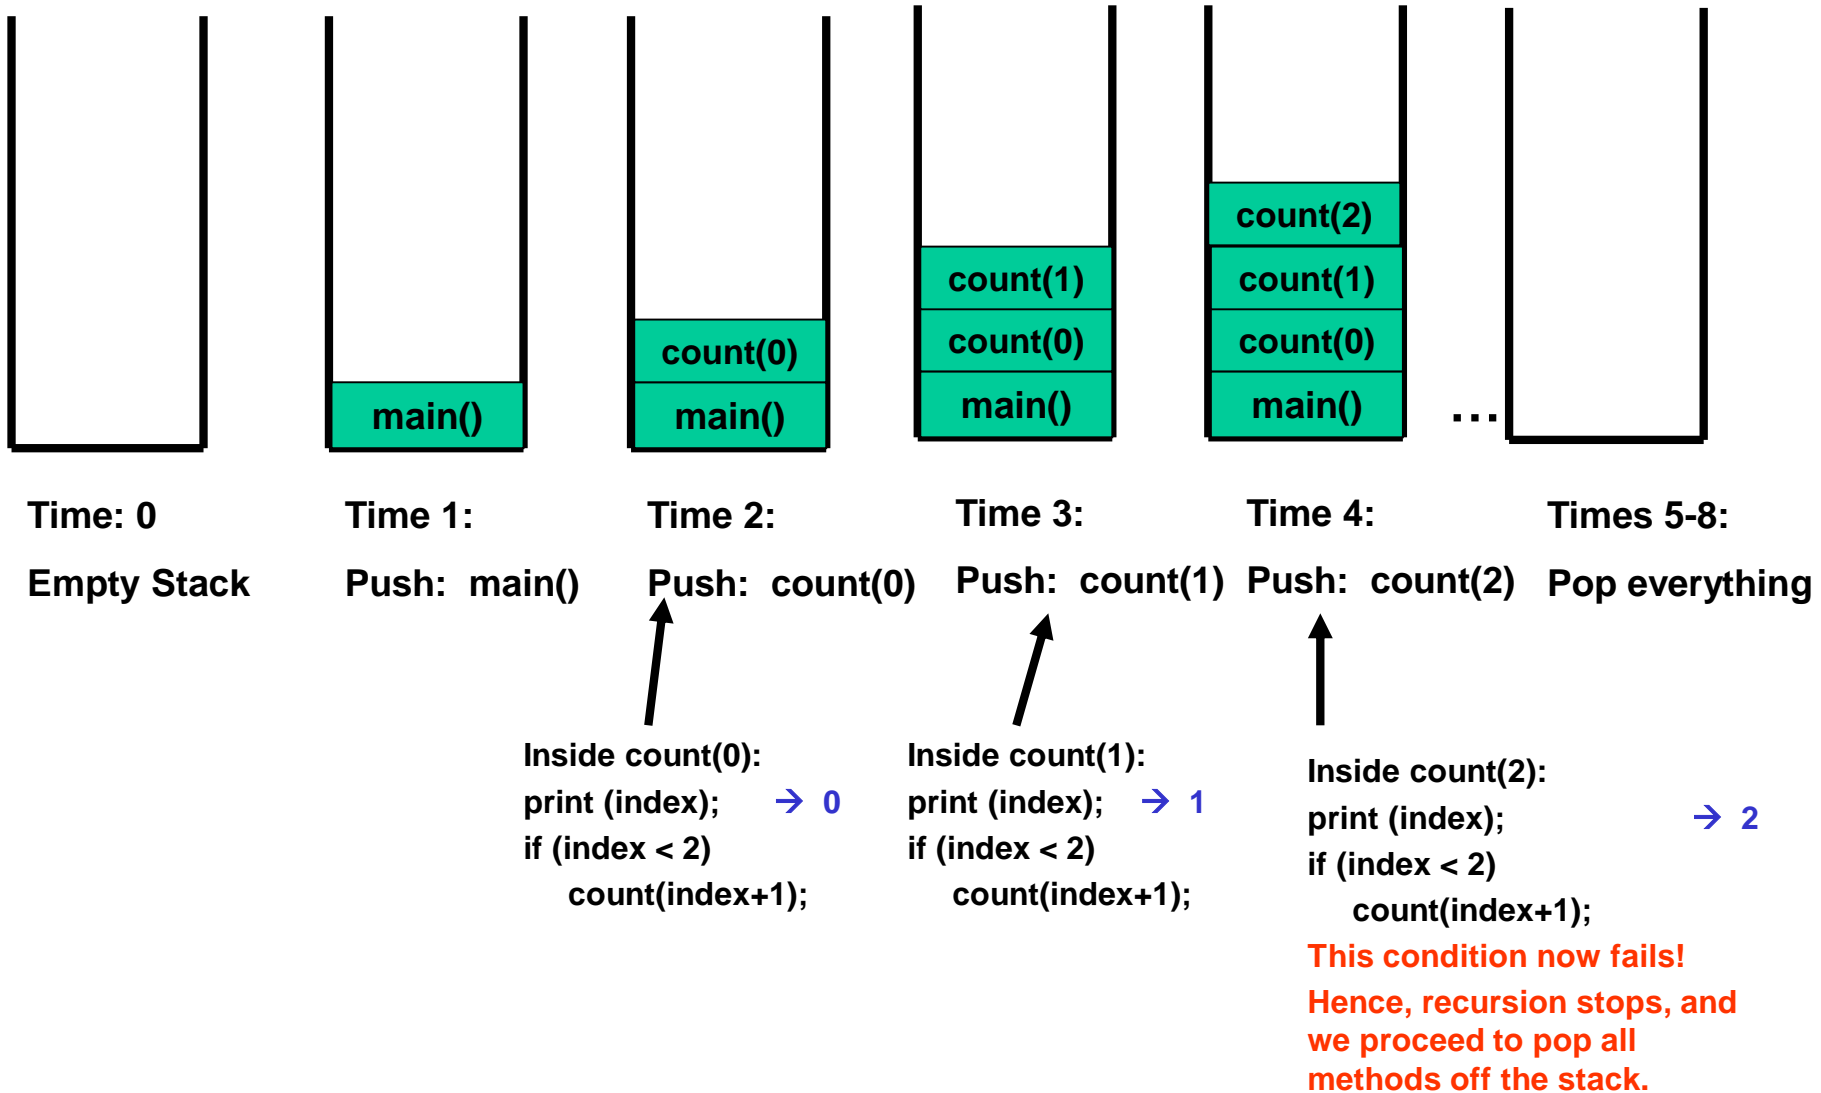 main()
count(0)
main()
count(1)
count(0)
main()
count(2)
count(1)
count(0)
main()
…
Time: 0
Empty Stack
Time 1:
Push: main()
Time 2:
Push: count(0)
Time 3:
Push: count(1)
Time 4:
Push: count(2)
Times 5-8:
Pop everything
Inside count(0):
print (index); → 0
if (index < 2)
count(index+1);
Inside count(1):
print (index); → 1
if (index < 2)
count(index+1);
Inside count(2):
print (index); → 2
if (index < 2)
count(index+1);
This condition now fails!
Hence, recursion stops, and
we proceed to pop all
methods off the stack.